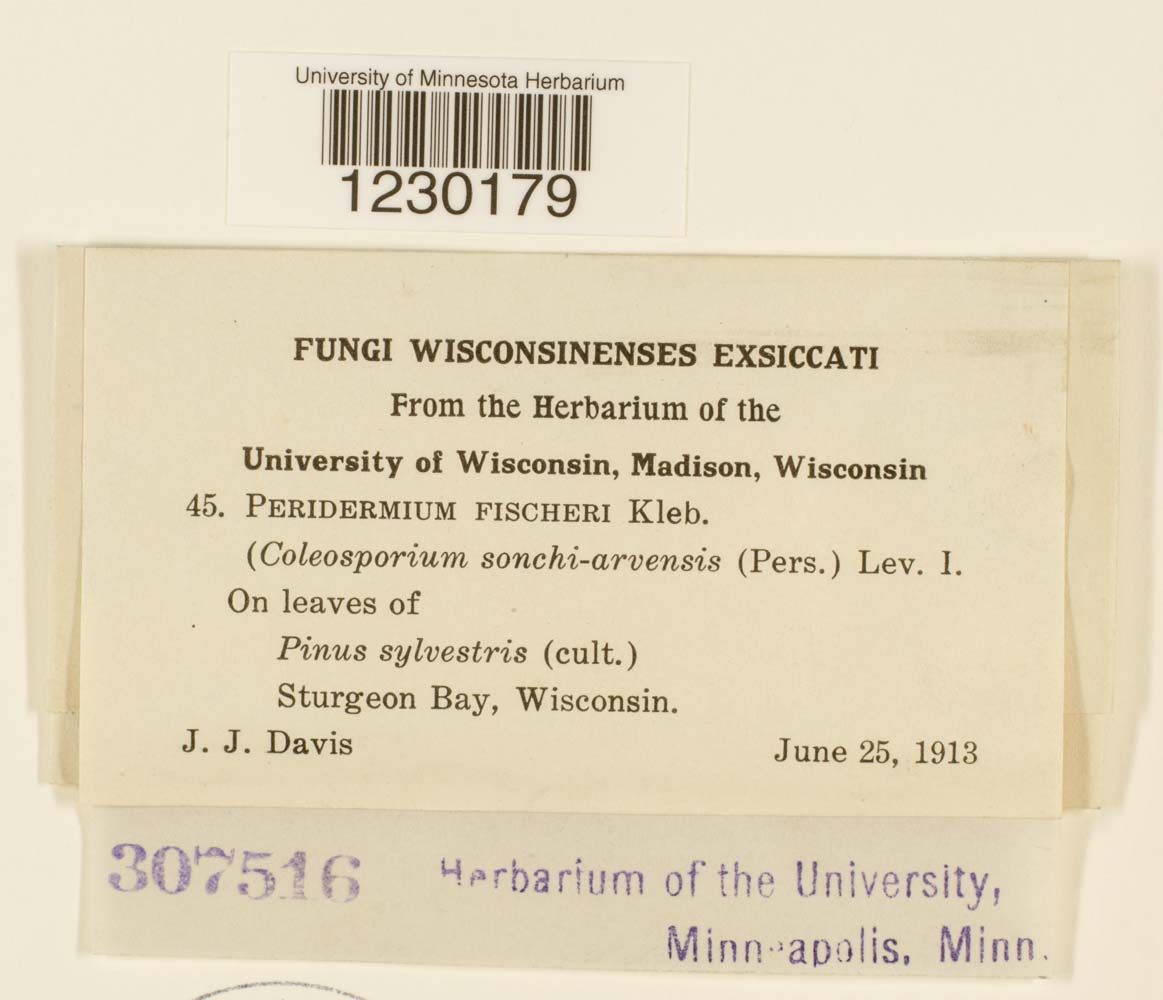 University of Minnesota Herbarium
1230179
FUNGI WISCONSINENSES EXSICCATI
From the Herbarium of the
University of Wisconsin, Madison, Wisconsin
45. PERIDERMIUM FISCHERI Kleb.
(Coleosporium sonchi-arvensis (Pers.) Lev. I.
On leaves of
Pinus sylvestris (cult.)
Sturgeon Bay, Wisconsin.
J. J. Davis June 25, 1913
307516 Herbarium of the University,
Minneapolis, Minn.